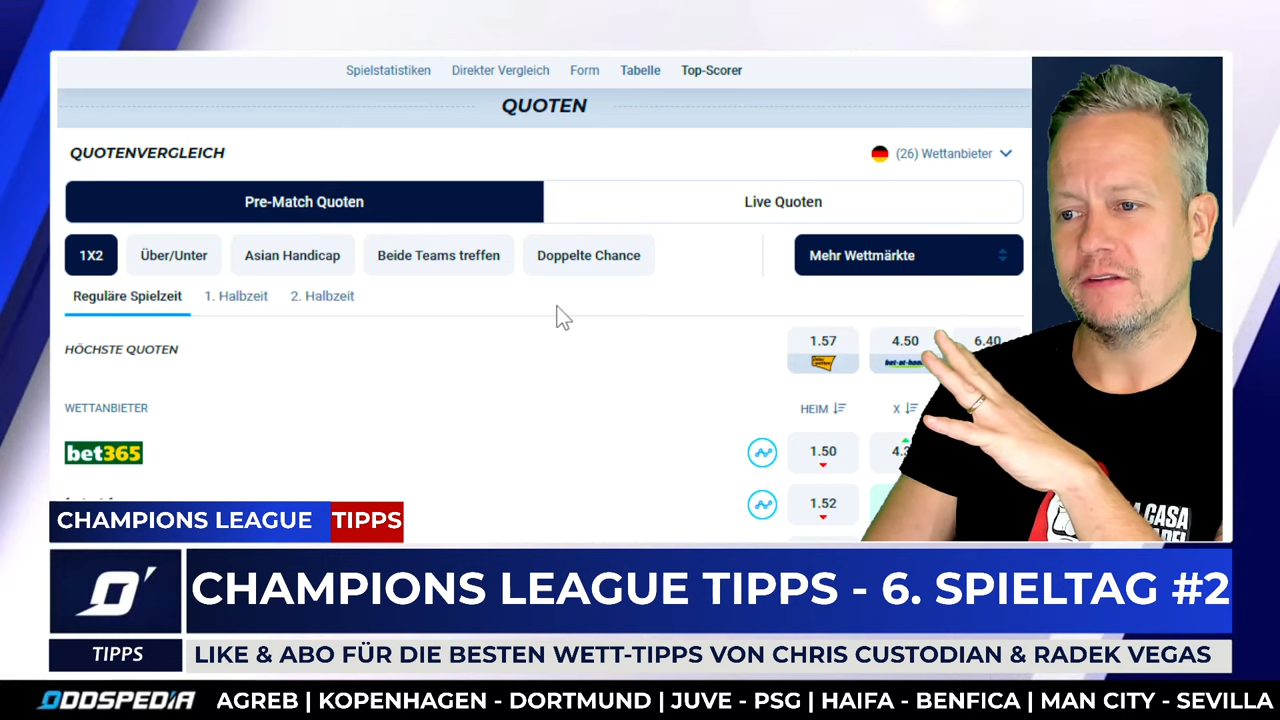 Spielstatistiken Direkter Vergleich Form Tabelle Top-Scorer
QUOTEN
QUOTENVERGLEICH
(26) Wettanbieter
Pre-Match Quoten Live Quoten
1X2 Über/Unter Asian Handicap Beide Teams treffen Doppelte Chance Mehr Wettmärkte
Reguläre Spielzeit 1. Halbzeit 2. Halbzeit
HÖCHSTE QUOTEN 1.57 4.50 6.40
WETTANBIETER HEIM X
bet365 1.50
1.52
CASA
CHAMPIONS LEAGUE TIPPS
CHAMPIONS LEAGUE TIPPS - 6. SPIELTAG #2
TIPPS
LIKE & ABO FÜR DIE BESTEN WETT-TIPPS VON CHRIS CUSTODIAN & RADEK VEGAS
ODDSPEDIA AGREB | KOPENHAGEN - DORTMUND | JUVE - PSG | HAIFA - BENFICA | MAN CITY - SEVILLA